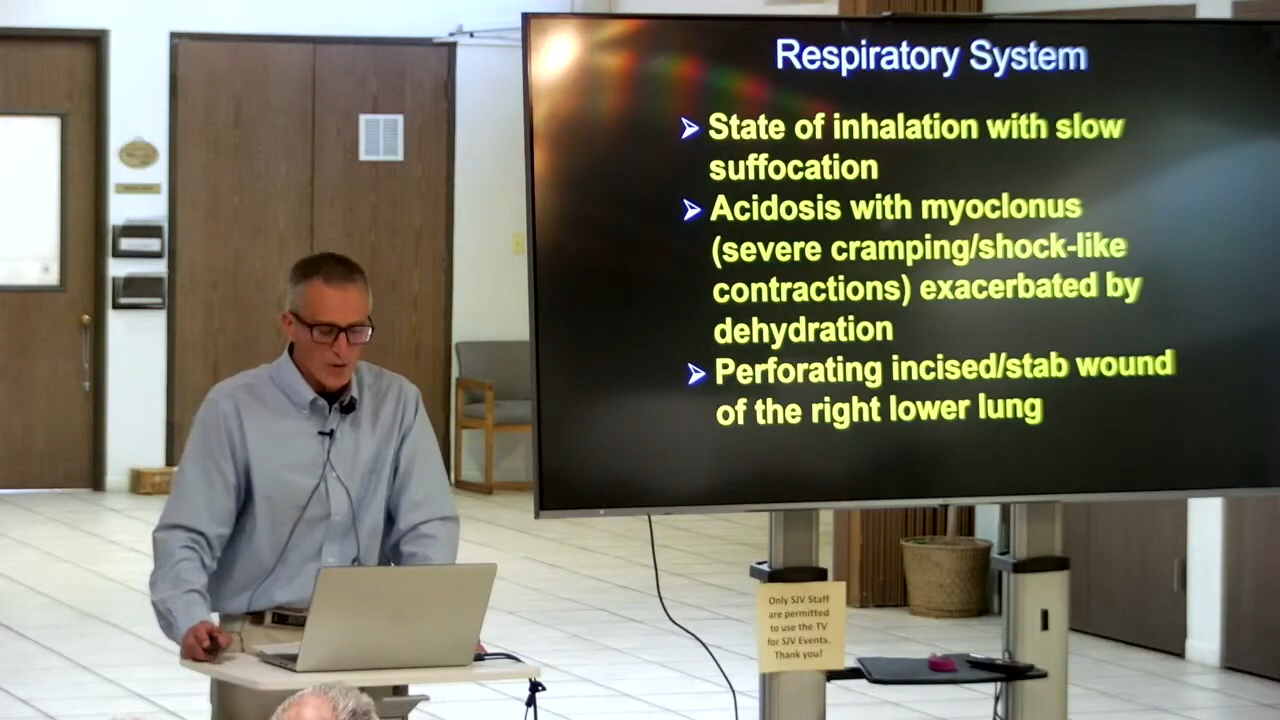 Respiratory System
➢ State of inhalation with slow
suffocation
➢ Acidosis with myoclonus
(severe cramping/shock-like
contractions) exacerbated by
dehydration
➢ Perforating incised/stab wound
of the right lower lung
Only SJV Staff
are permitted
to use the TV
for SJV Events.
Thank you!